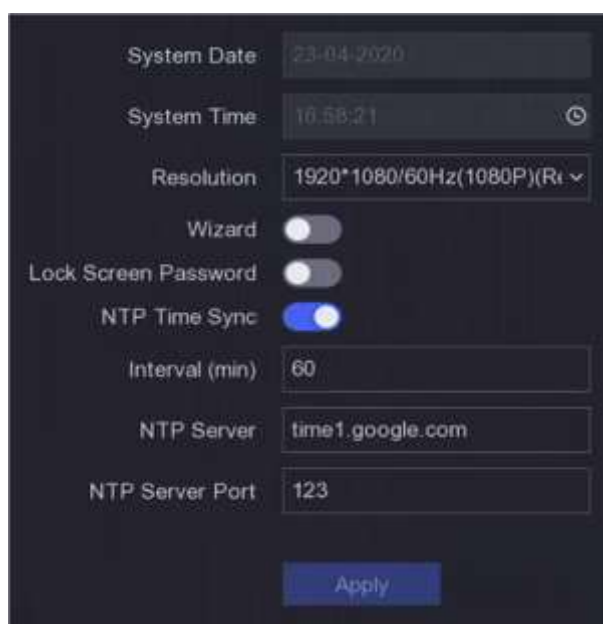 System Date 23-04-2020
System Time 16:58:21
Resolution 1920*1080/60Hz(1080P)(Re
Wizard
Lock Screen Password
NTP Time Sync
Interval (min) 60
NTP Server time1.google.com
NTP Server Port 123
Apply